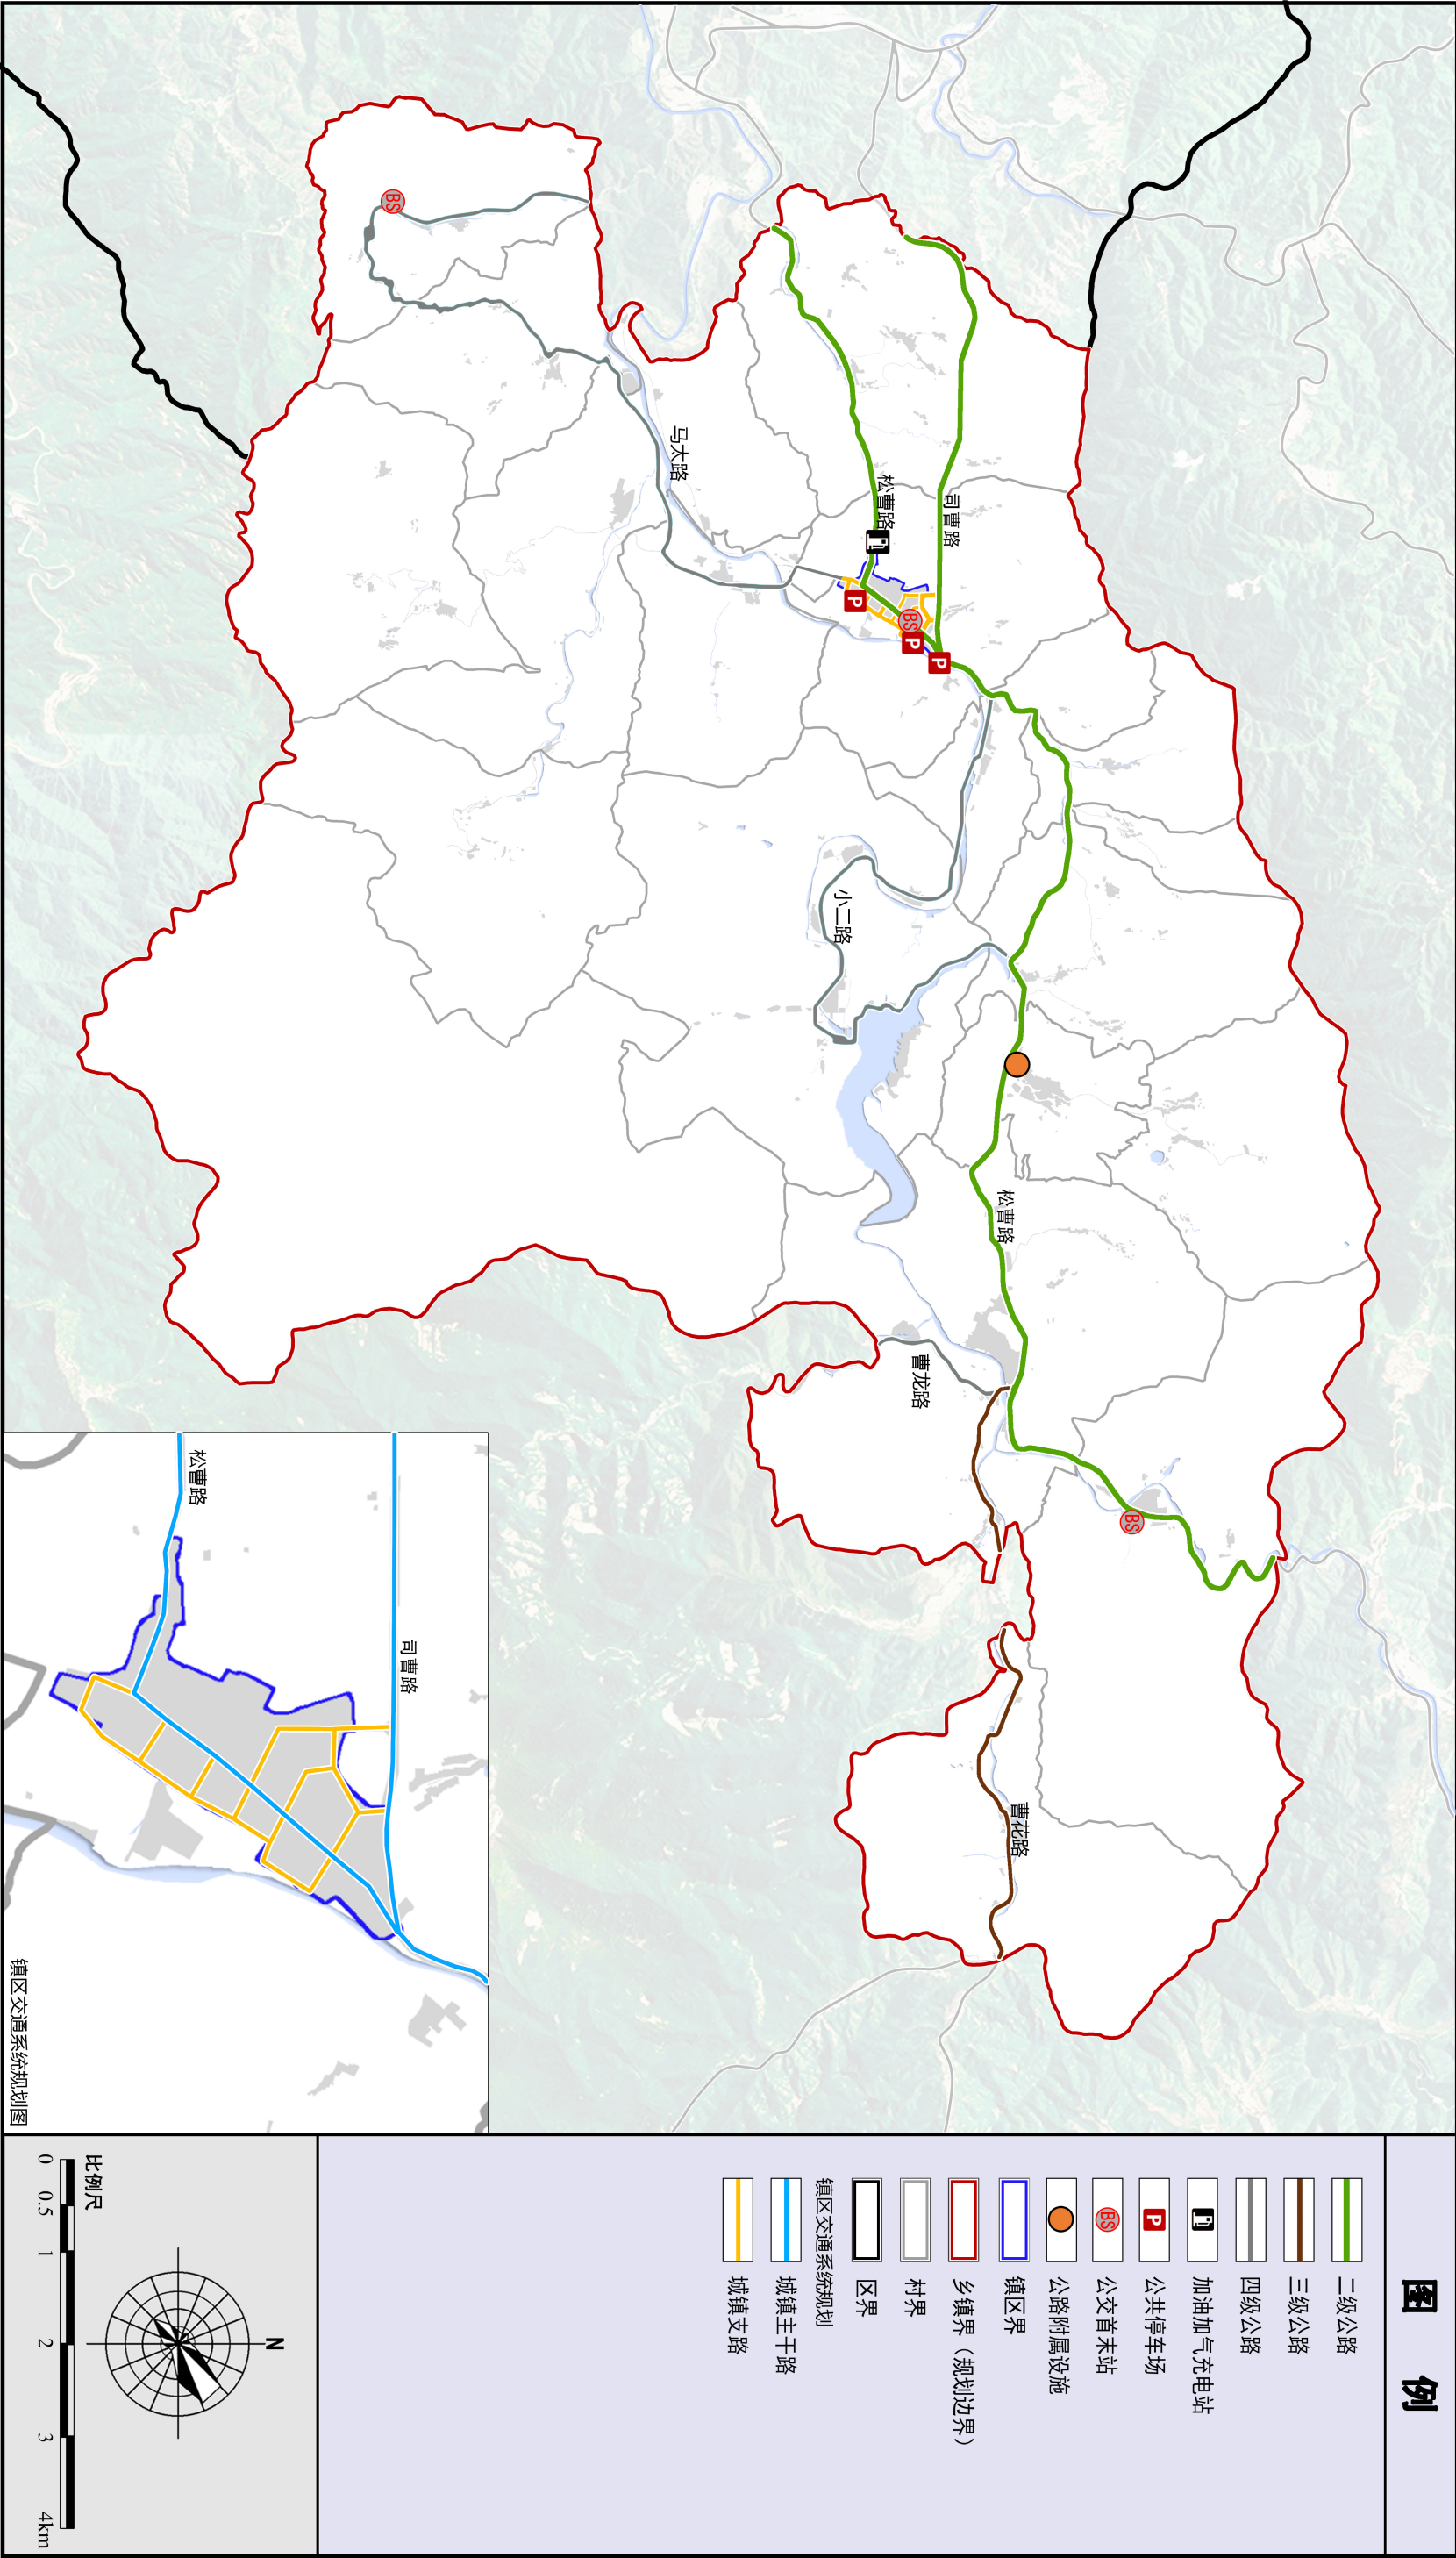 马太路
松曹路
司曹路
小二路
松曹路
曹龙路
曹花路
BS
BS
BS
P
P
P
松曹路
司曹路
镇区交通系统规划图
图 例
二级公路
三级公路
四级公路
加油加气充电站
P 公共停车场
BS 公交首末站
公路附属设施
镇区界
乡镇界（规划边界）
村界
区界
镇区交通系统规划
城镇主干路
城镇支路
N
比例尺
0 0.5 1 2 3 4km